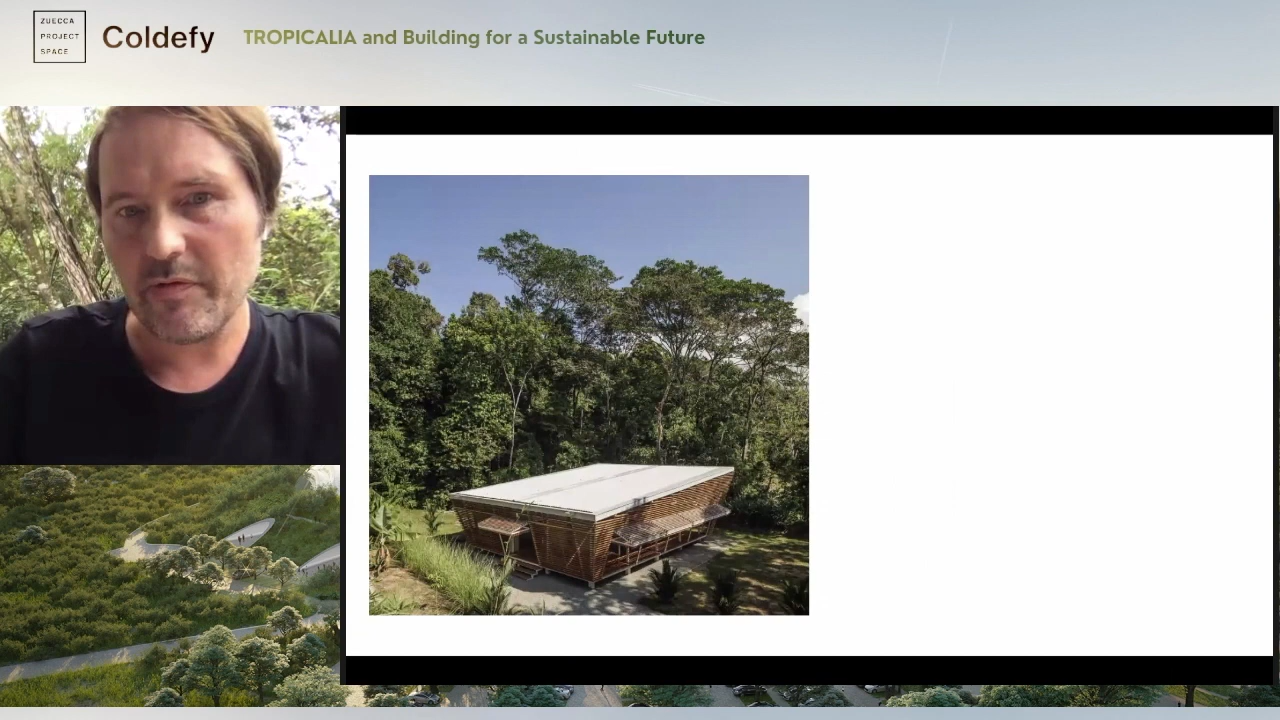 ZUECCA
PROJECT
SPACE
Coldefy
TROPICALIA and Building for a Sustainable Future